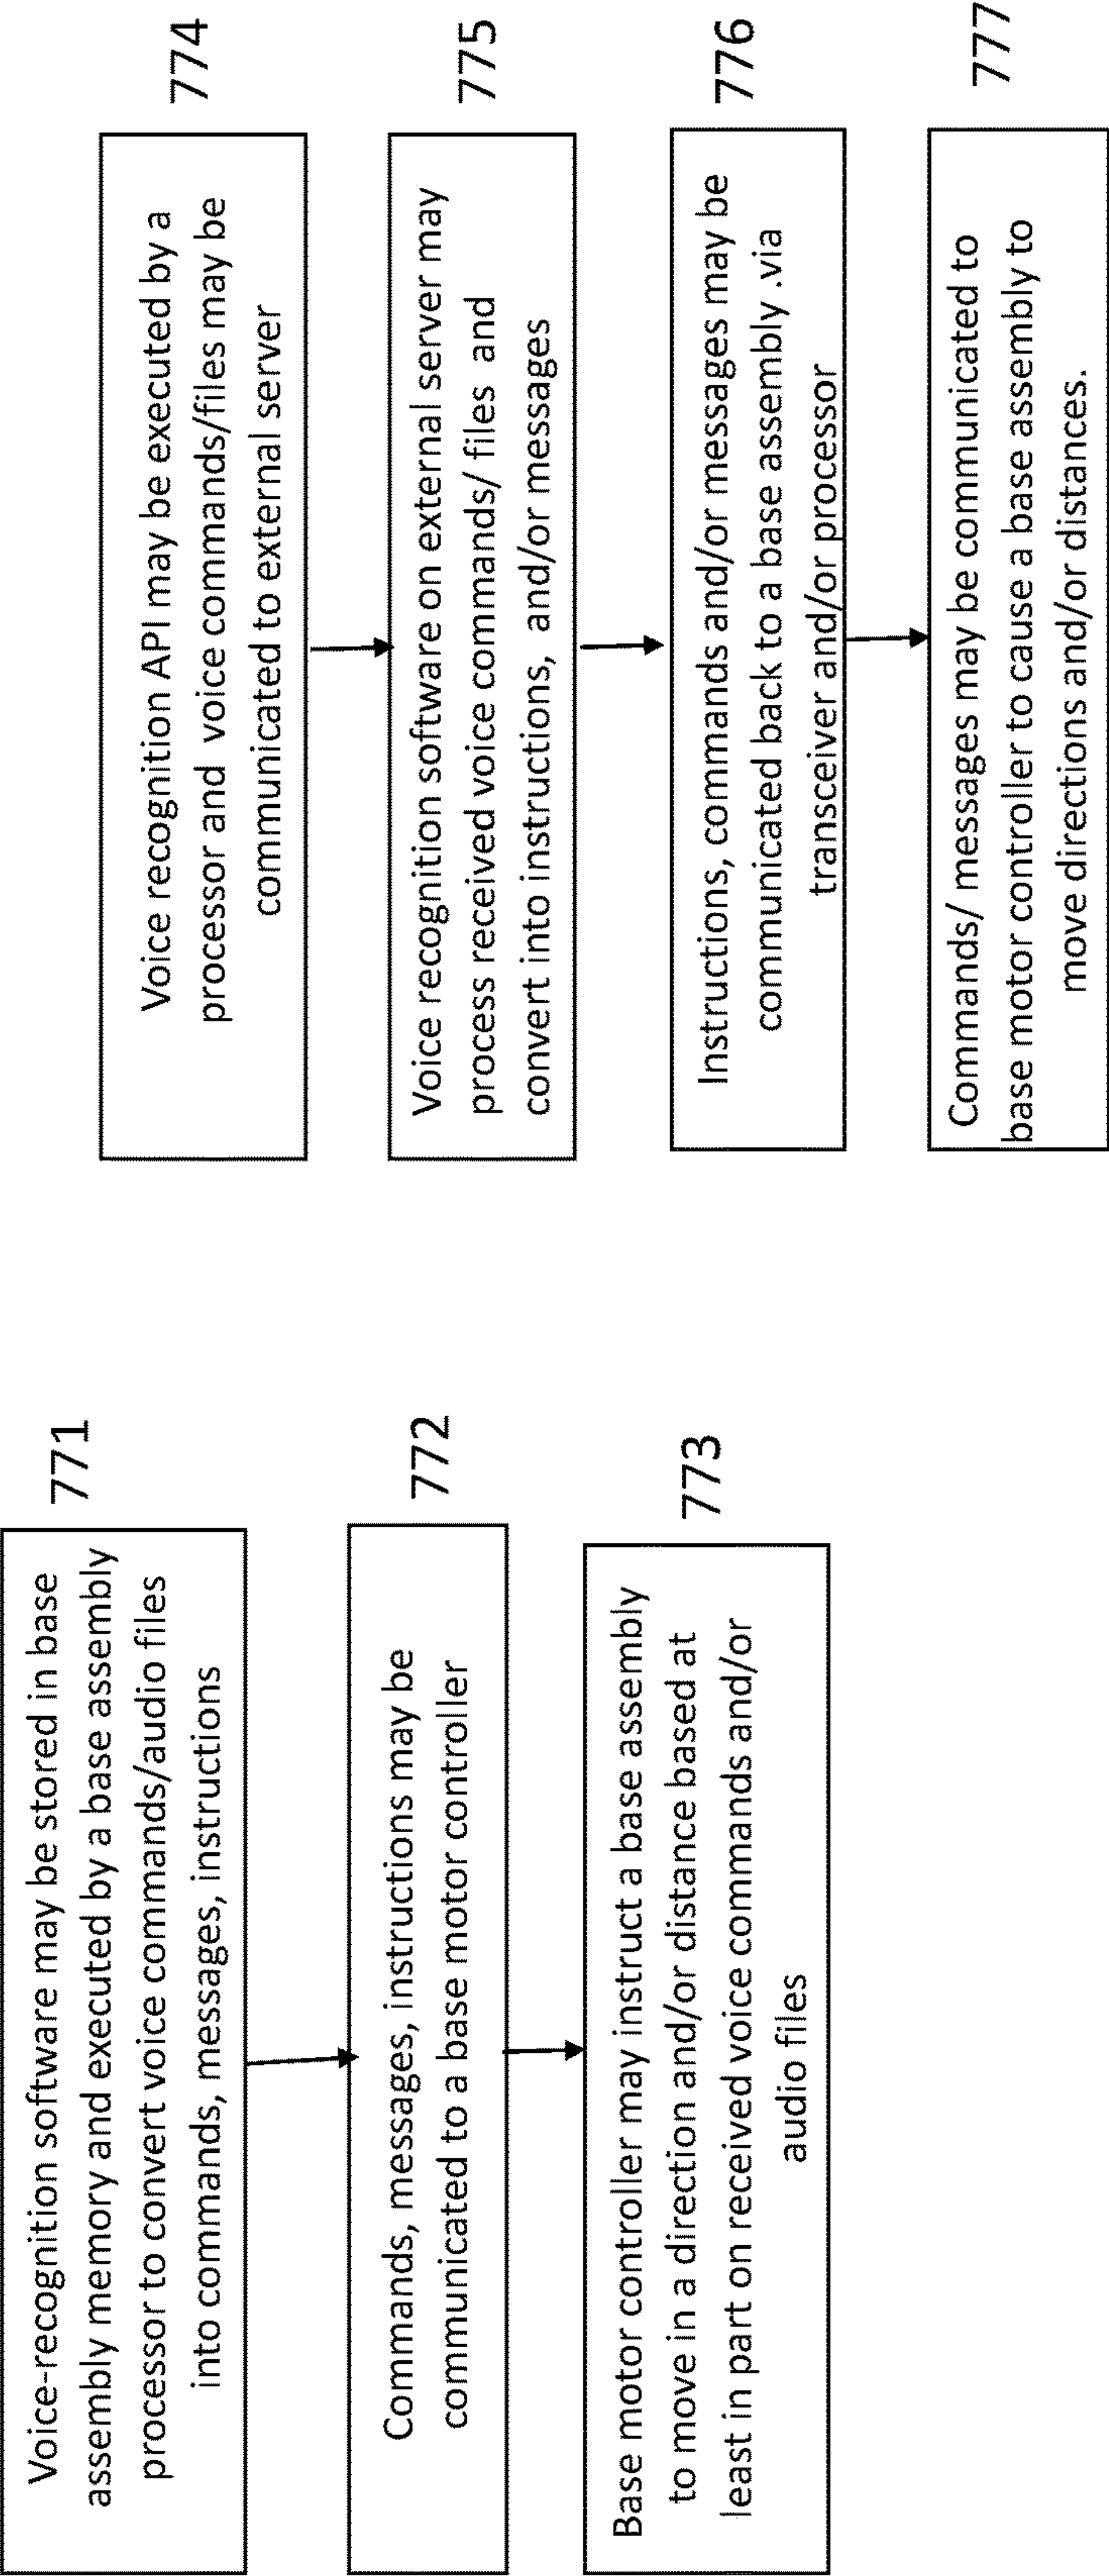 Voice-recognition software may be stored in base
assembly memory and executed by a base assembly
processor to convert voice commands/audio files
into commands, messages, instructions
771
Commands, messages, instructions may be
communicated to a base motor controller
772
Base motor controller may instruct a base assembly
to move in a direction and/or distance based at
least in part on received voice commands and/or
audio files
773
Voice recognition API may be executed by a
processor and voice commands/files may be
communicated to external server
774
Voice recognition software on external server may
process received voice commands/ files and
convert into instructions, and/or messages
775
Instructions, commands and/or messages may be
communicated back to a base assembly .via
transceiver and/or processor
776
Commands/ messages may be communicated to
base motor controller to cause a base assembly to
move directions and/or distances.
777